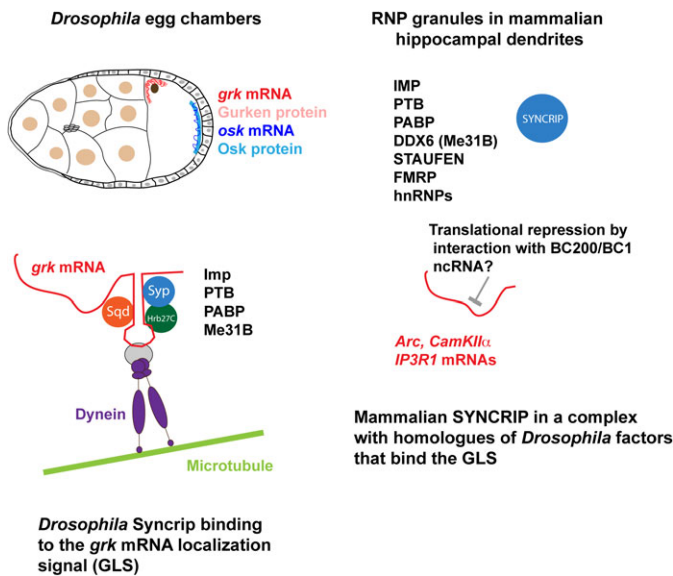 Drosophila egg chambers
grk mRNA
Gurken protein
osk mRNA
Osk protein
grk mRNA
Imp
PTB
PABP
Me31B
Syp
Sqd
Hrb27C
Dynein
Microtubule
Drosophila Syncrip binding
to the grk mRNA localization
signal (GLS)
RNP granules in mammalian
hippocampal dendrites
IMP
PTB
PABP
DDX6 (Me31B)
STAUFEN
FMRP
hnRNPs
SYNCRIP
Translational repression by
interaction with BC200/BC1
ncRNA?
Arc, CamKIIα
IP3R1 mRNAs
Mammalian SYNCRIP in a complex
with homologues of Drosophila factors
that bind the GLS